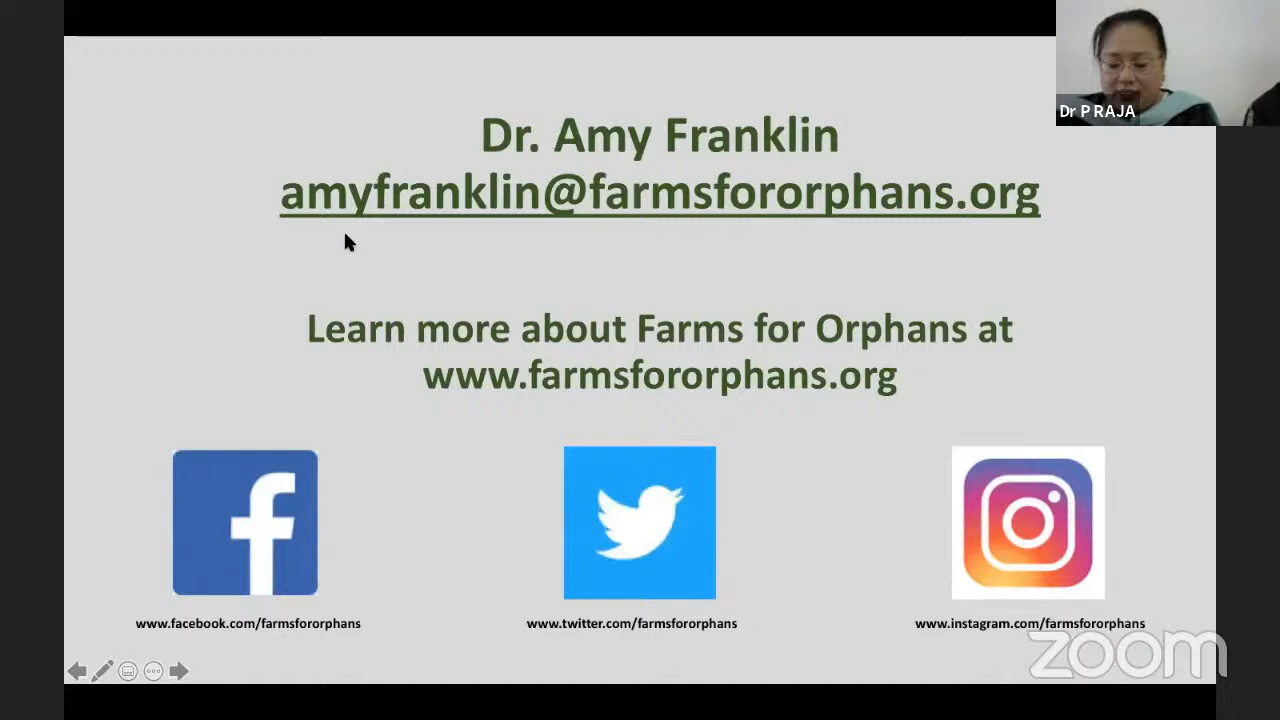 Dr P RAJA
Dr. Amy Franklin
amyfranklin@farmsfororphans.org
Learn more about Farms for Orphans at
www.farmsfororphans.org
www.facebook.com/farmsfororphans
www.twitter.com/farmsfororphans
www.instagram.com/farmsfororphans
zoom